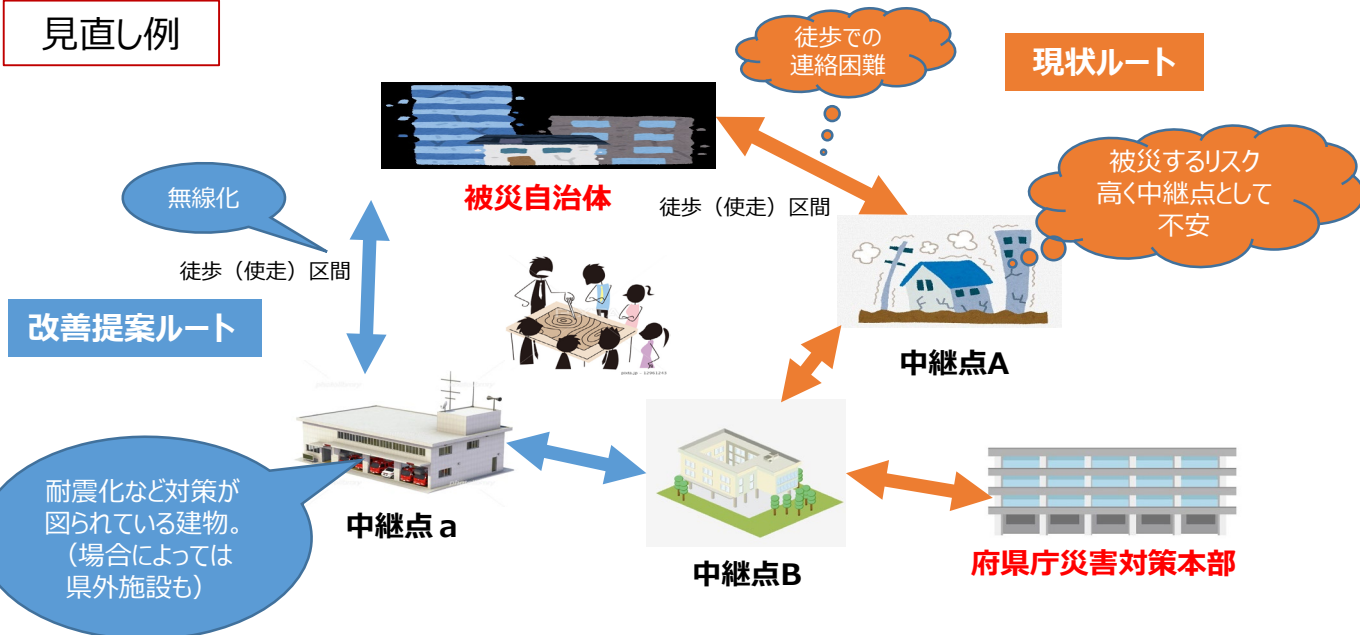 見直し例
徒歩での
連絡困難
現状ルート
被災するリスク
高く中継点として
不安
無線化
被災自治体
徒歩（使走）区間
徒歩（使走）区間
改善提案ルート
中継点A
耐震化など対策が
図られている建物。
（場合によっては
県外施設も）
中継点ａ
中継点B
府県庁災害対策本部